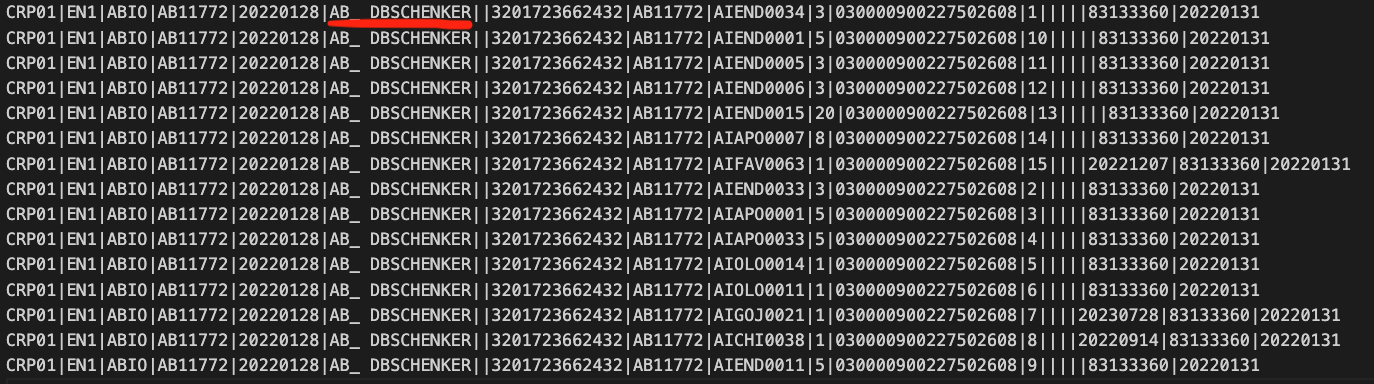 CRP01|EN1|ABIO|AB11772|20220128|AB_ DBSCHENKER||3201723662432|AB11772|AIEND0034|3|030000900227502608|1|||||83133360|20220131
CRP01|EN1|ABIO|AB11772|20220128|AB_ DBSCHENKER||3201723662432|AB11772|AIEND0001|5|030000900227502608|10|||||83133360|20220131
CRP01|EN1|ABIO|AB11772|20220128|AB_ DBSCHENKER||3201723662432|AB11772|AIEND0005|3|030000900227502608|11|||||83133360|20220131
CRP01|EN1|ABIO|AB11772|20220128|AB_ DBSCHENKER||3201723662432|AB11772|AIEND0006|3|030000900227502608|12|||||83133360|20220131
CRP01|EN1|ABIO|AB11772|20220128|AB_ DBSCHENKER||3201723662432|AB11772|AIEND0015|20|030000900227502608|13|||||83133360|20220131
CRP01|EN1|ABIO|AB11772|20220128|AB_ DBSCHENKER||3201723662432|AB11772|AIAPO0007|8|030000900227502608|14|||||83133360|20220131
CRP01|EN1|ABIO|AB11772|20220128|AB_ DBSCHENKER||3201723662432|AB11772|AIFAV0063|1|030000900227502608|15||||20221207|83133360|20220131
CRP01|EN1|ABIO|AB11772|20220128|AB_ DBSCHENKER||3201723662432|AB11772|AIEND0033|3|030000900227502608|2|||||83133360|20220131
CRP01|EN1|ABIO|AB11772|20220128|AB_ DBSCHENKER||3201723662432|AB11772|AIAPO0001|5|030000900227502608|3|||||83133360|20220131
CRP01|EN1|ABIO|AB11772|20220128|AB_ DBSCHENKER||3201723662432|AB11772|AIAPO0033|5|030000900227502608|4|||||83133360|20220131
CRP01|EN1|ABIO|AB11772|20220128|AB_ DBSCHENKER||3201723662432|AB11772|AIOLO0014|1|030000900227502608|5|||||83133360|20220131
CRP01|EN1|ABIO|AB11772|20220128|AB_ DBSCHENKER||3201723662432|AB11772|AIOLO0011|1|030000900227502608|6|||||83133360|20220131
CRP01|EN1|ABIO|AB11772|20220128|AB_ DBSCHENKER||3201723662432|AB11772|AIGOJ0021|1|030000900227502608|7||||20230728|83133360|20220131
CRP01|EN1|ABIO|AB11772|20220128|AB_ DBSCHENKER||3201723662432|AB11772|AICHI0038|1|030000900227502608|8||||20220914|83133360|20220131
CRP01|EN1|ABIO|AB11772|20220128|AB_ DBSCHENKER||3201723662432|AB11772|AIEND0011|5|030000900227502608|9|||||83133360|20220131